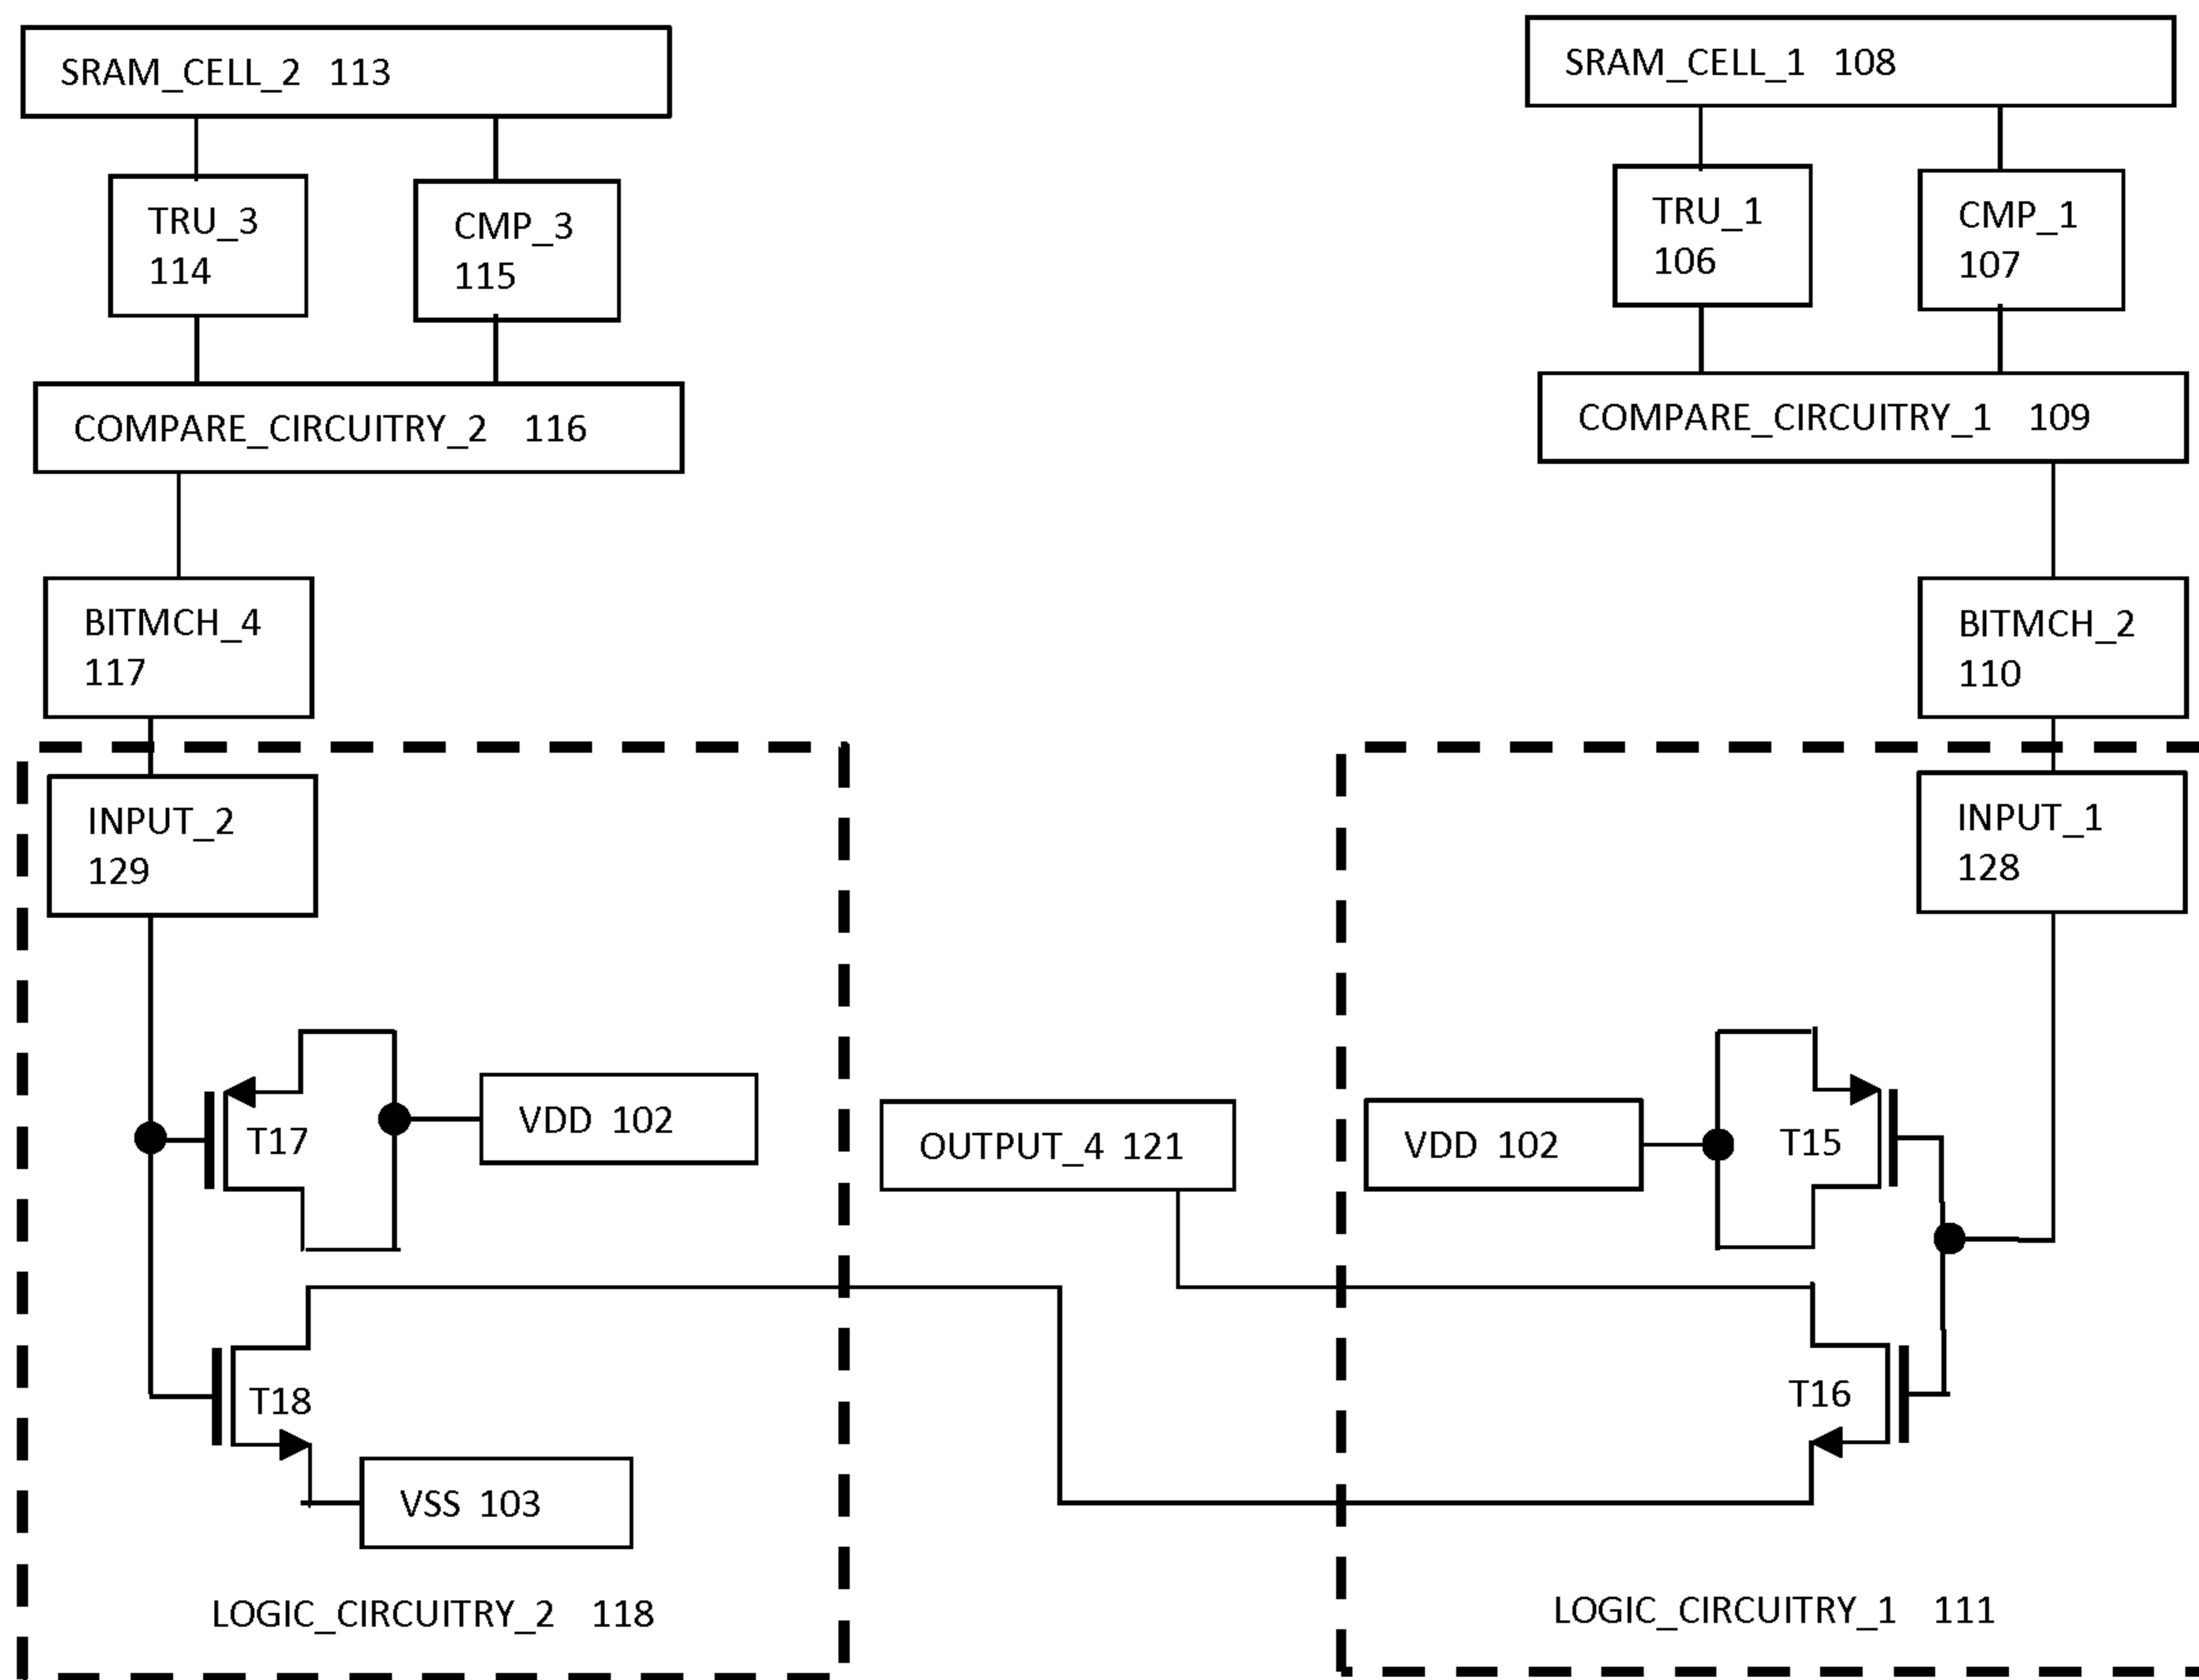 SRAM_CELL_2 113
SRAM_CELL_1 108
TRU_3
114
CMP_3
115
TRU_1
106
CMP_1
107
COMPARE_CIRCUITRY_2 116
COMPARE_CIRCUITRY_1 109
BITMCH_4
117
BITMCH_2
110
INPUT_2
129
INPUT_1
128
T17
VDD 102
OUTPUT_4 121
VDD 102
T15
T18
T16
VSS 103
LOGIC_CIRCUITRY_2 118
LOGIC_CIRCUITRY_1 111